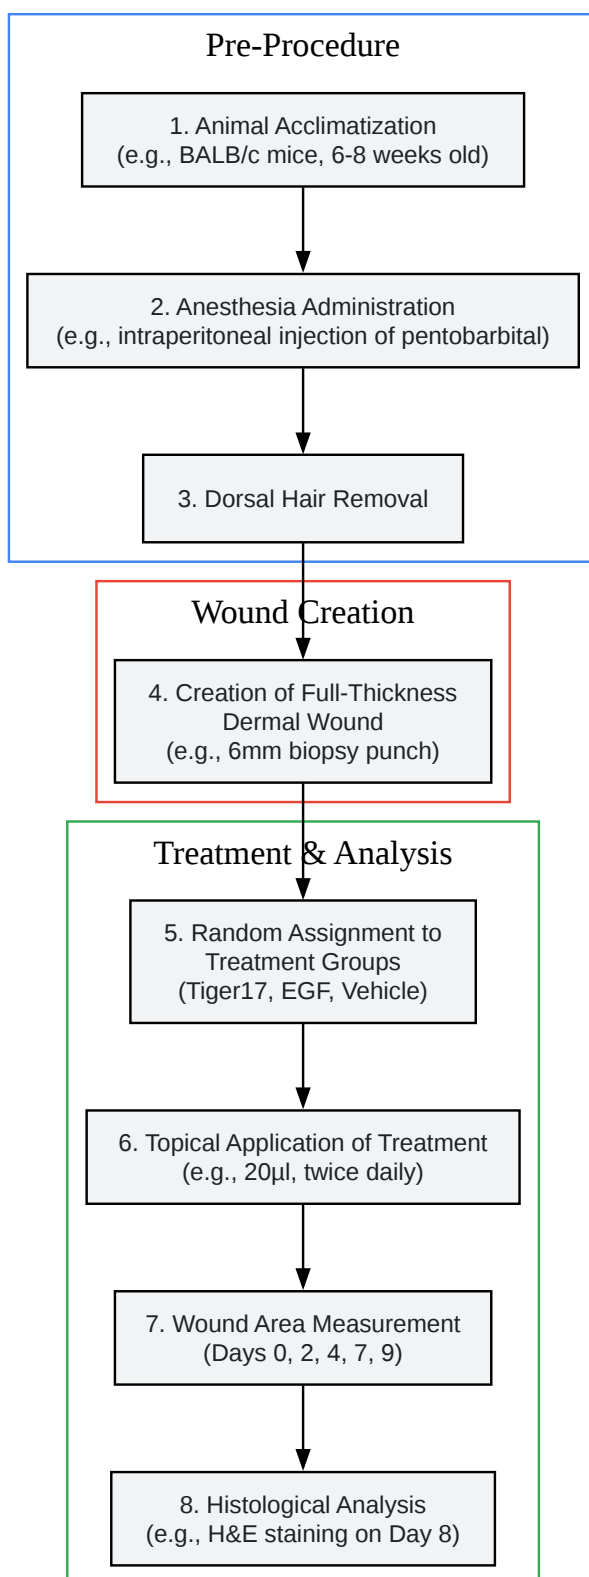 Pre-Procedure
1. Animal Acclimatization
(e.g., BALB/c mice, 6-8 weeks old)
2. Anesthesia Administration
(e.g., intraperitoneal injection of pentobarbital)
3. Dorsal Hair Removal
Wound Creation
4. Creation of Full-Thickness
Dermal Wound
(e.g., 6mm biopsy punch)
Treatment & Analysis
5. Random Assignment to
Treatment Groups
(Tiger17, EGF, Vehicle)
6. Topical Application of Treatment
(e.g., 20µl, twice daily)
7. Wound Area Measurement
(Days 0, 2, 4, 7, 9)
8. Histological Analysis
(e.g., H&E staining on Day 8)